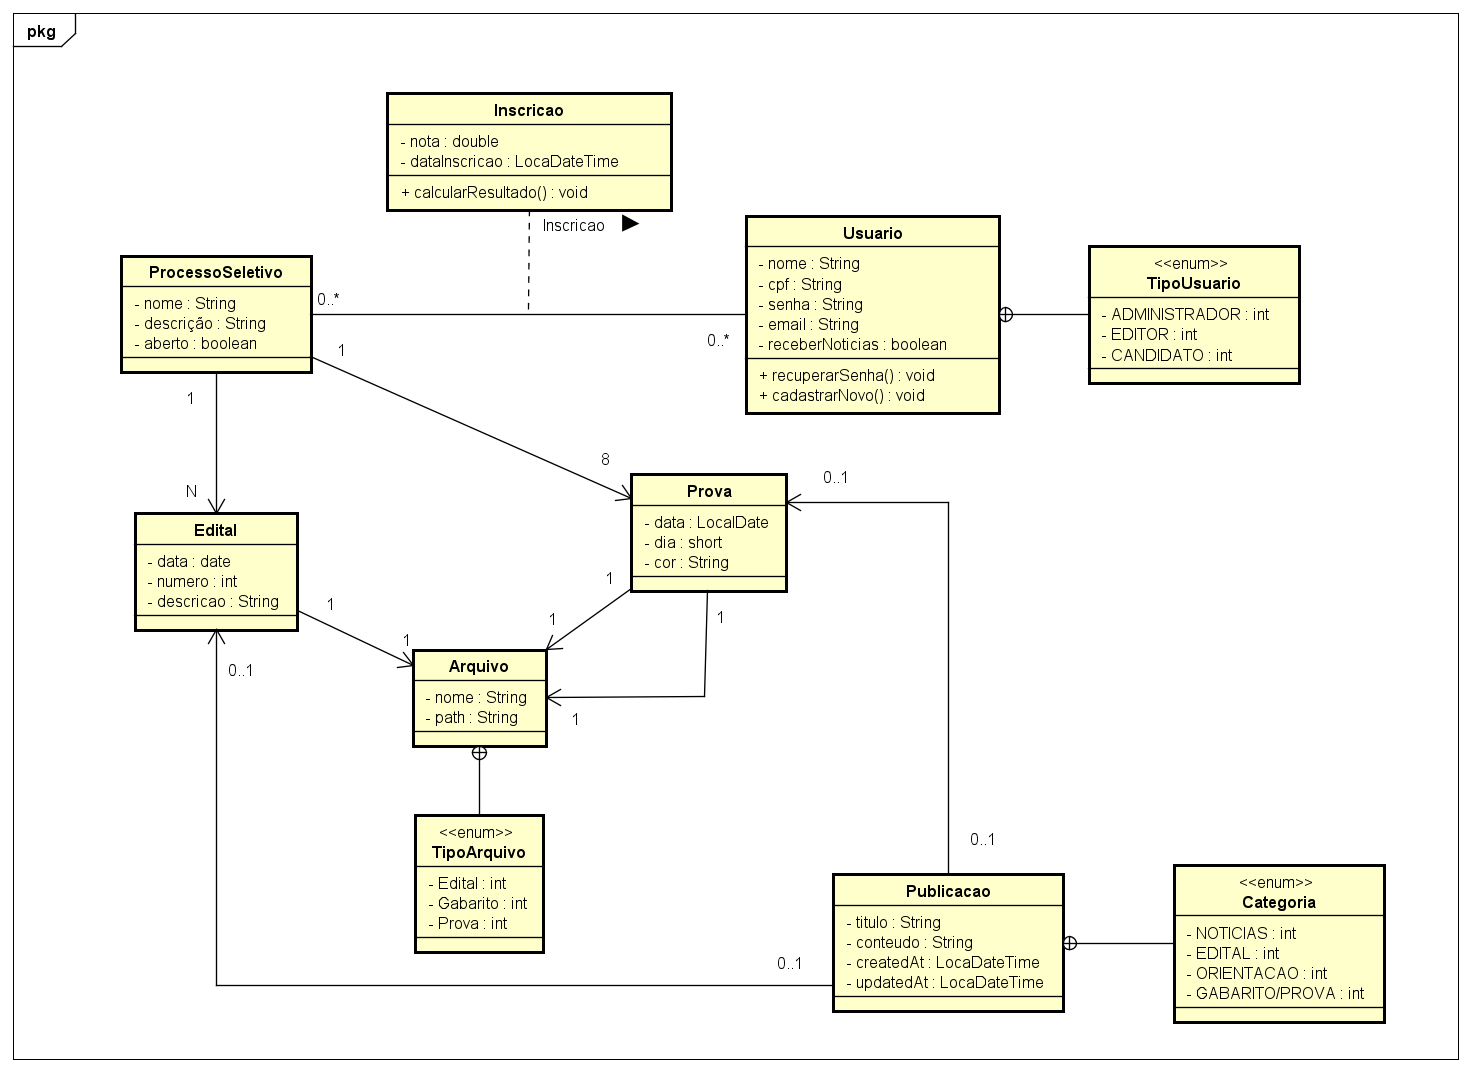 pkg
Inscricao
- nota : double
- dataInscricao : LocaDateTime
+ calcularResultado() : void
Inscricao
ProcessoSeletivo
- nome : String
- descrição : String
- aberto : boolean
0..*
0..*
Usuario
- nome : String
- cpf : String
- senha : String
- email : String
- receberNoticias : boolean
+ recuperarSenha() : void
+ cadastrarNovo() : void
<<enum>>
TipoUsuario
- ADMINISTRADOR : int
- EDITOR : int
- CANDIDATO : int
1
1
8
N
Edital
- data : date
- numero : int
- descricao : String
Prova
- data : LocalDate
- dia : short
- cor : String
0..1
1
1
1
1
1
1
0..1
Arquivo
- nome : String
- path : String
<<enum>>
TipoArquivo
- Edital : int
- Gabarito : int
- Prova : int
0..1
0..1
Publicacao
- titulo : String
- conteudo : String
- createdAt : LocaDateTime
- updatedAt : LocaDateTime
<<enum>>
Categoria
- NOTICIAS : int
- EDITAL : int
- ORIENTACAO : int
- GABARITO/PROVA : int